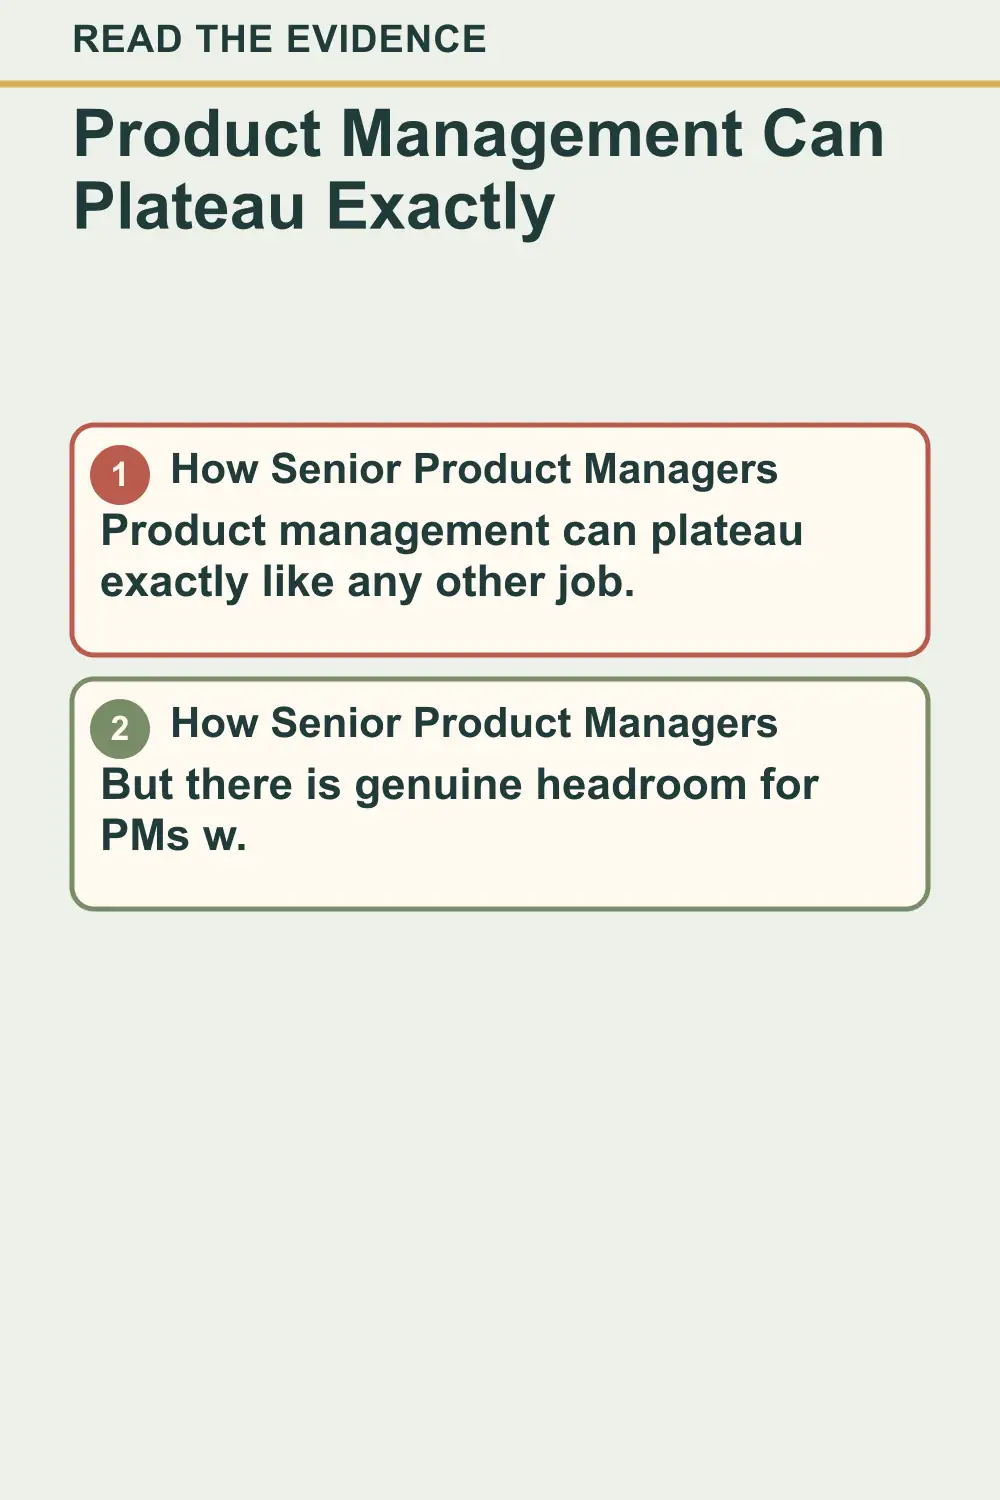 READ THE EVIDENCE
Product Management Can
Plateau Exactly
1 How Senior Product Managers
Product management can plateau
exactly like any other job.
2 How Senior Product Managers
But there is genuine headroom for
PMs w.